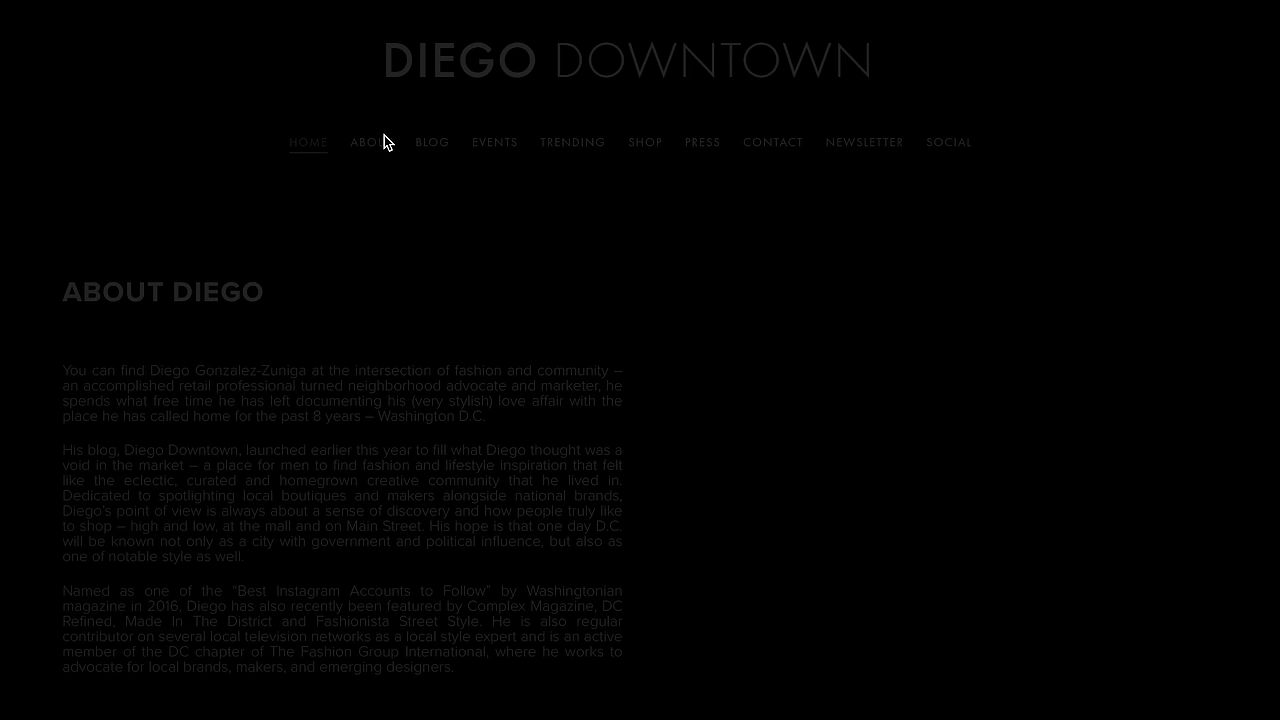 DIEGO DOWNTOWN
HOME ABOUT BLOG EVENTS TRENDING SHOP PRESS CONTACT NEWSLETTER SOCIAL
ABOUT DIEGO
You can find Diego Gonzalez-Zuniga at the intersection of fashion and community –
an accomplished retail professional turned neighborhood advocate and marketer, he
spends what free time he has left documenting his (very stylish) love affair with the
place he has called home for the past 8 years – Washington D.C.
His blog, Diego Downtown, launched earlier this year to fill what Diego thought was a
void in the market – a place for men to find fashion and lifestyle inspiration that felt
like the eclectic, curated and homegrown creative community that he lived in.
Dedicated to spotlighting local boutiques and makers alongside national brands,
Diego's point of view is always about a sense of discovery and how people truly like
to shop – high and low, at the mall and on Main Street. His hope is that one day D.C.
will be known not only as a city with government and political influence, but also as
one of notable style as well.
Named as one of the “Best Instagram Accounts to Follow” by Washingtonian
magazine in 2016, Diego has also recently been featured by Complex Magazine, DC
Refined, Made In The District and Fashionista Street Style. He is also regular
contributor on several local television networks as a local style expert and is an active
member of the DC chapter of The Fashion Group International, where he works to
advocate for local brands, makers, and emerging designers.